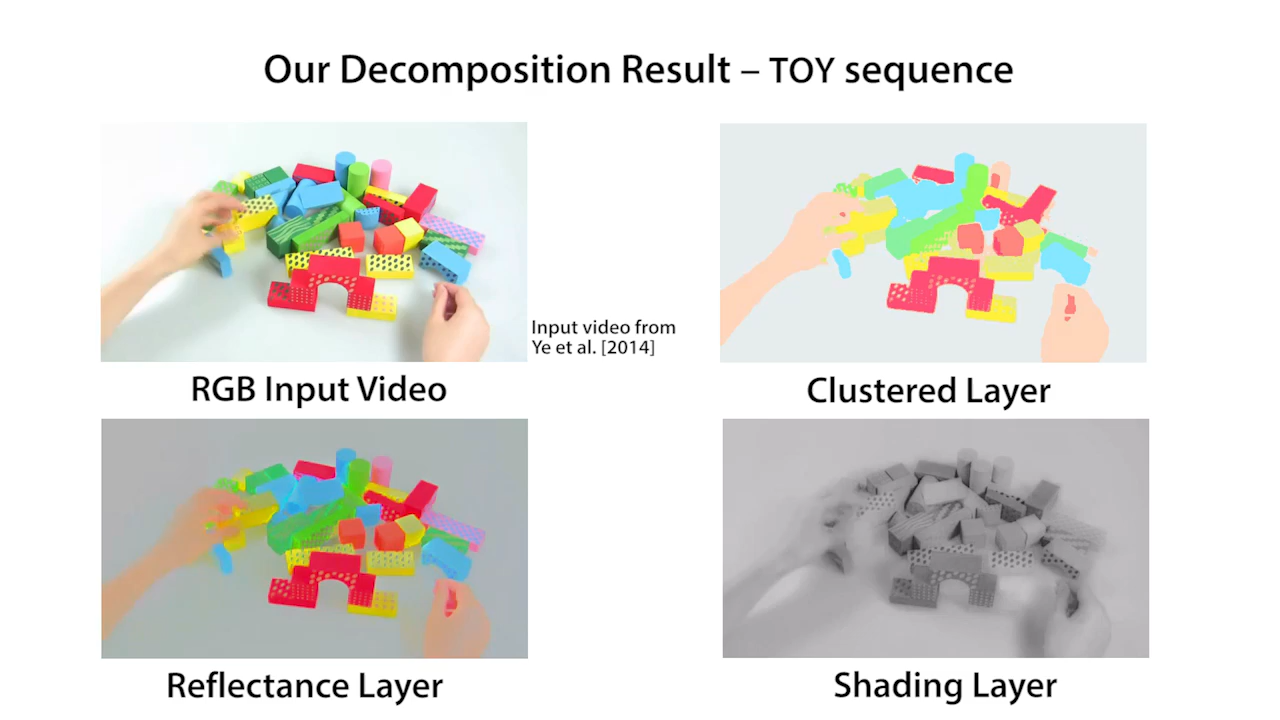 Our Decomposition Result – TOY sequence
Input video from
Ye et al. [2014]
RGB Input Video
Clustered Layer
Reflectance Layer
Shading Layer